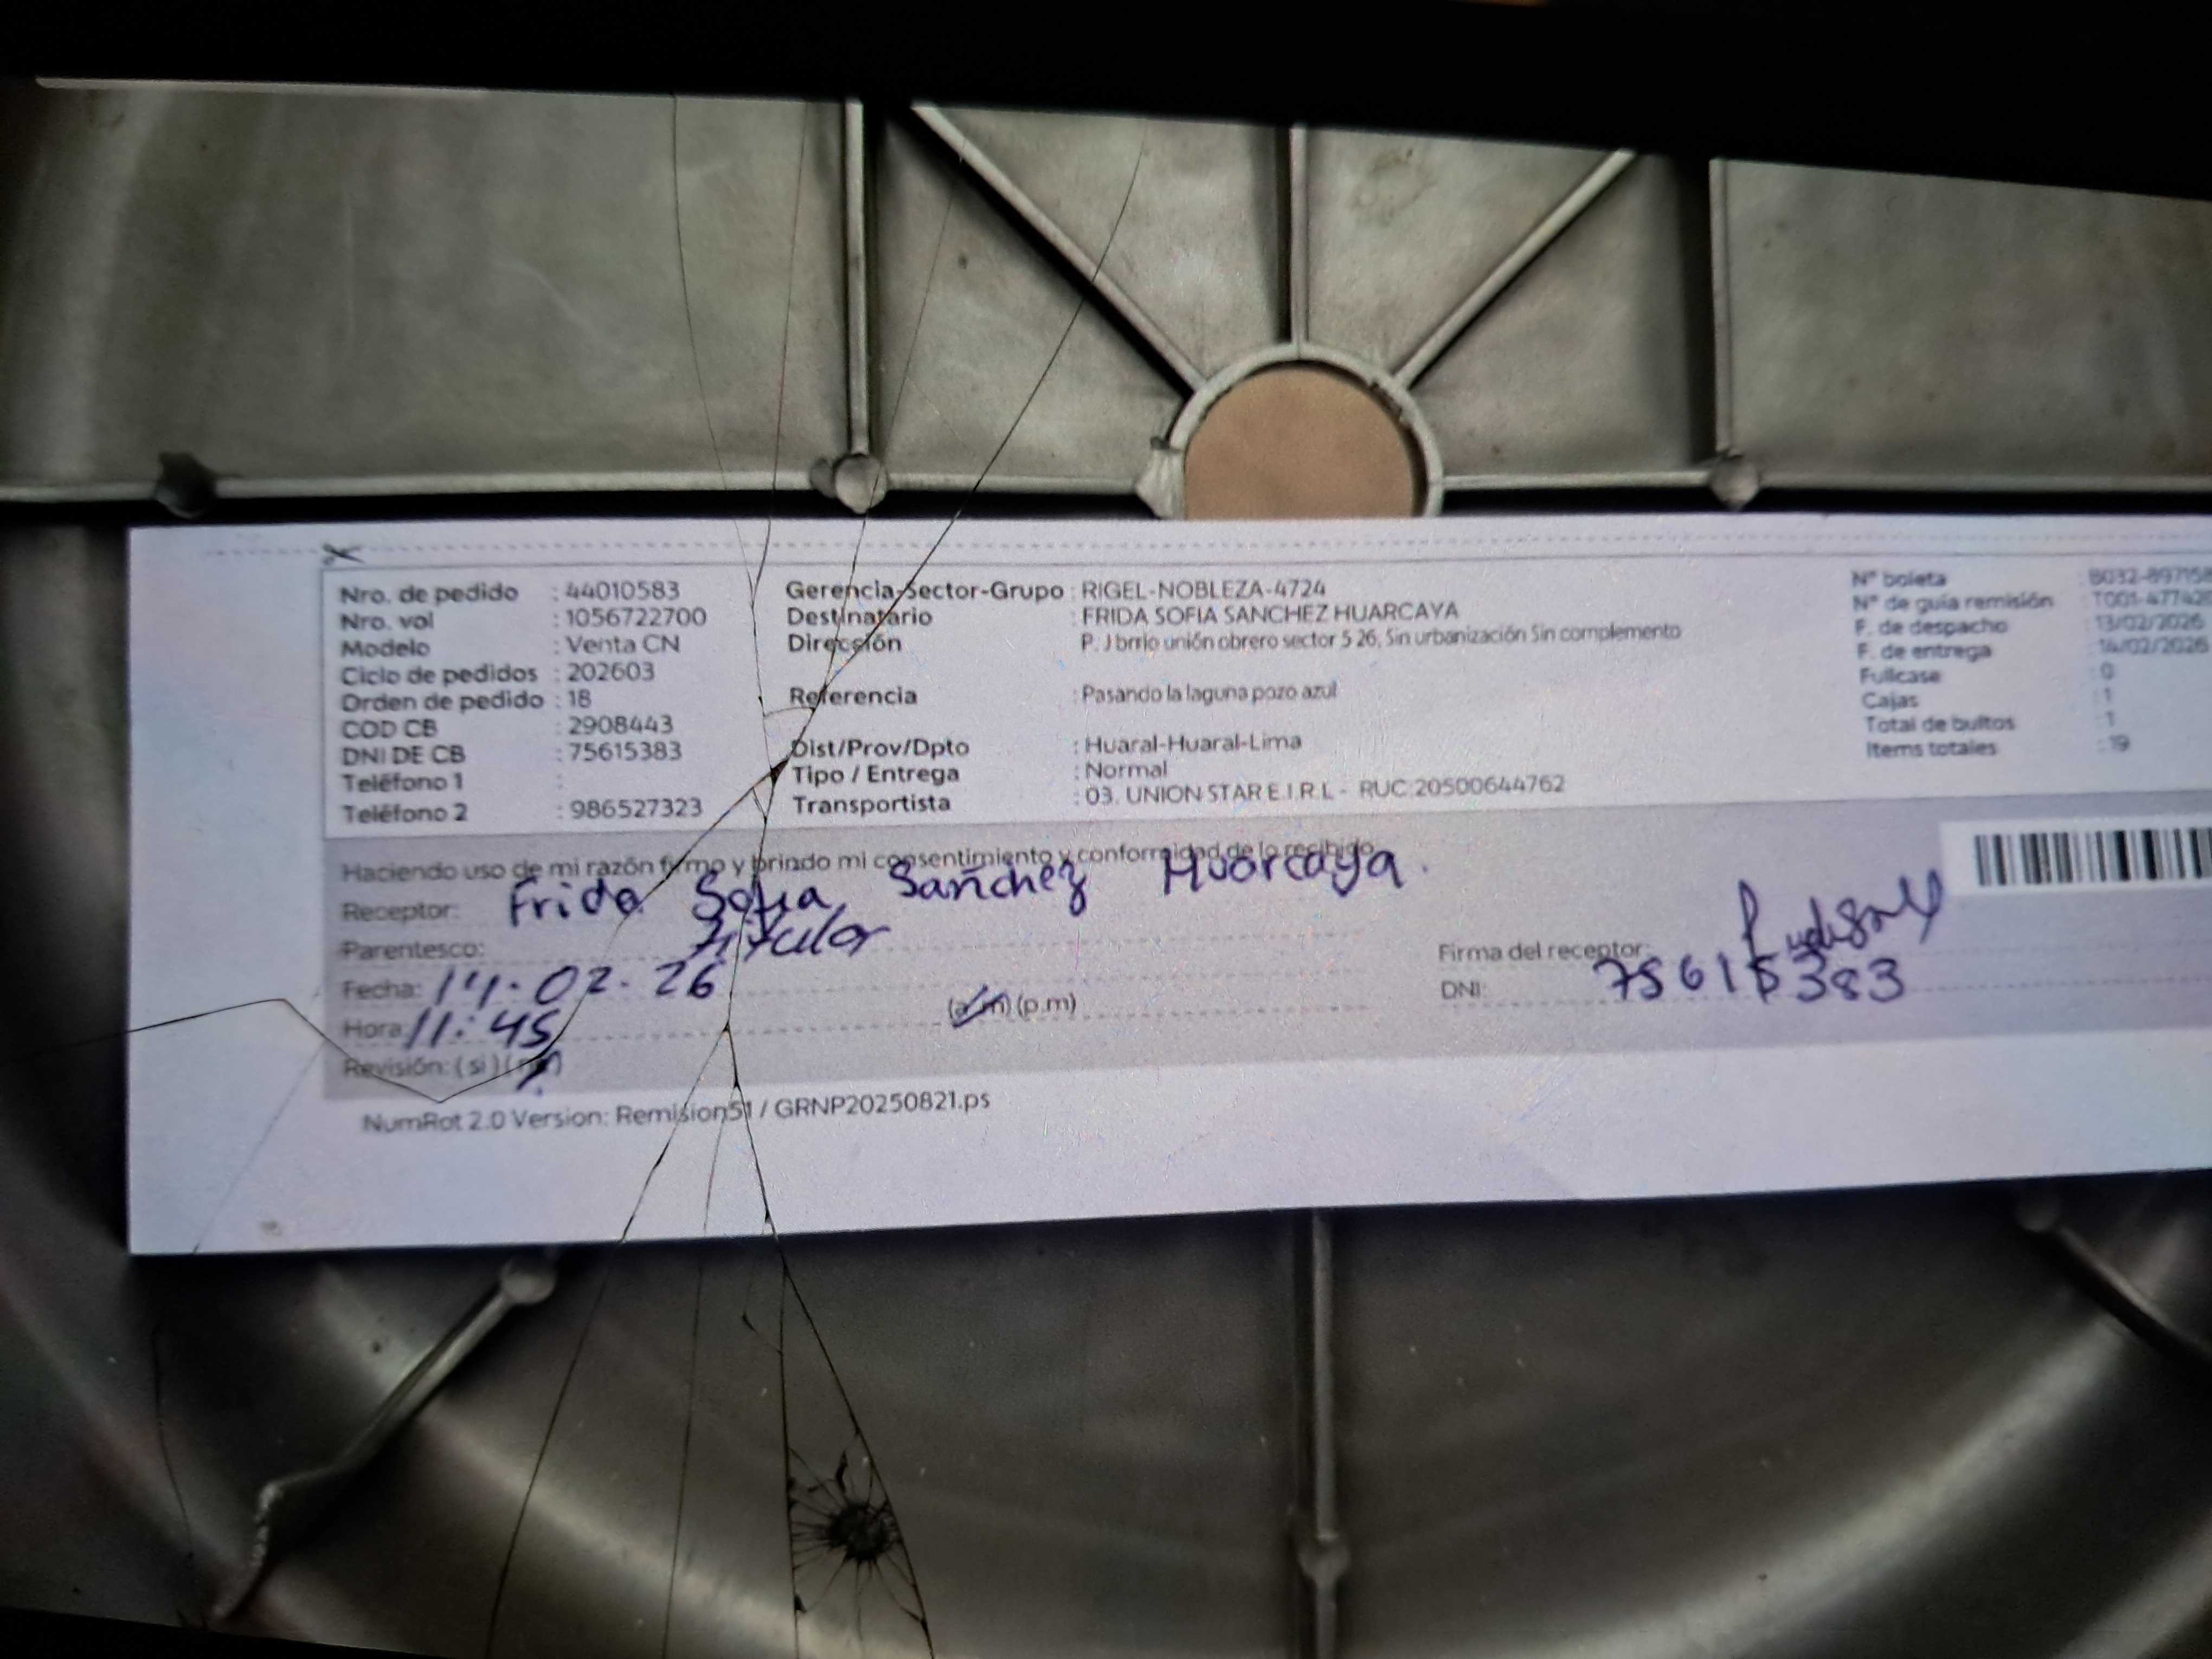 Nro. de pedido : 44010583
Nro. vol : 1056722700
Modelo : Venta CN
Ciclo de pedidos : 202603
Orden de pedido : 18
COD CB : 2908443
DNI DE CB : 75615383
Teléfono 1 :
Teléfono 2 : 986527323
Gerencia-Sector-Grupo : RIGEL-NOBLEZA-4724
Destinatario : FRIDA SOFIA SANCHEZ HUARCAYA
Dirección P. J brrio unión obrero sector 5 26, Sin urbanización Sin complemento
Referencia : Pasando la laguna pozo azul
Dist/Prov/Dpto : Huaral-Huaral-Lima
Tipo / Entrega : Normal
Transportista : 03. UNION STAR E.I.R.L - RUC:20500644762
N° boleta
N° de guia remisión
F. de despacho : 13/02/2026
F. de entrega : 14/02/2026
Fullcase : 0
Cajas : 1
Total de bultos : 1
Items totales : 19
Haciendo uso de mi razón firmo y brindo mi consentimiento y conformidad de lo recibido
Receptor: Frida Sofia Sanchez Huarcaya.
Parentesco: titular
Fecha: 14.02.26
Hora: 11:45 (a.m) (p.m)
Revisión: (si) (no)
Firma del receptor:
DNI: 75615383
NumRot 2.0 Version: Remision51 / GRNP20250821.ps